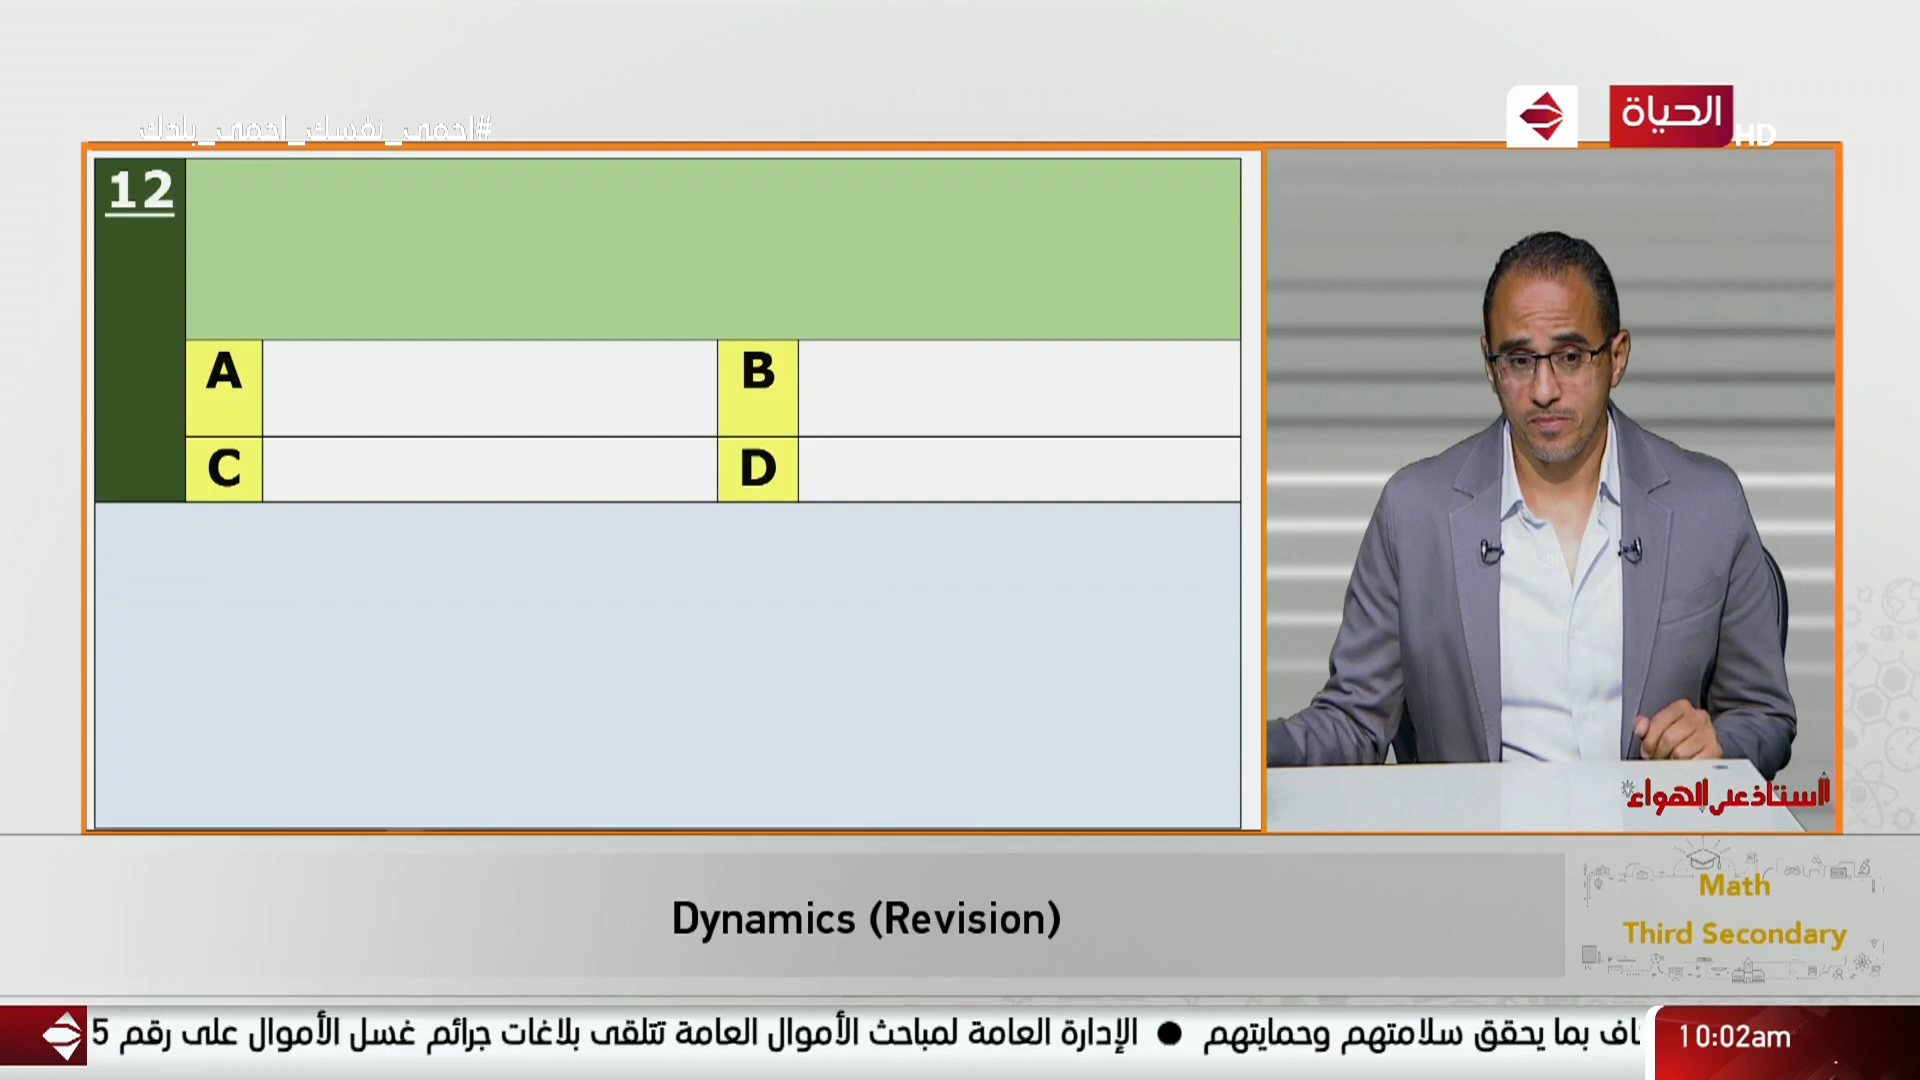 #احمي_نفسك_احمي_بلدك
الحياة
HD
12
A
B
C
D
استاذ على الهواء
Dynamics (Revision)
Math
Third Secondary
ـاف بما يحقق سلامتهم وحمايتهم ● الإدارة العامة لمباحث الأموال العامة تتلقى بلاغات جرائم غسل الأموال على رقم 5
10:02am